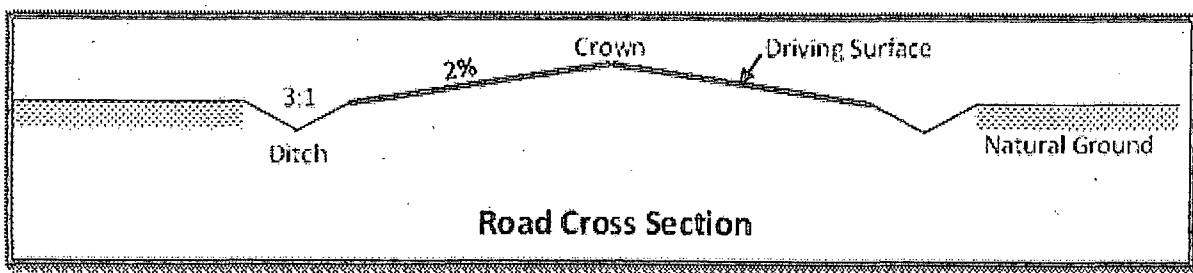 Crown
Driving Surface
2%
3:1
Ditch
Natural Ground
Road Cross Section